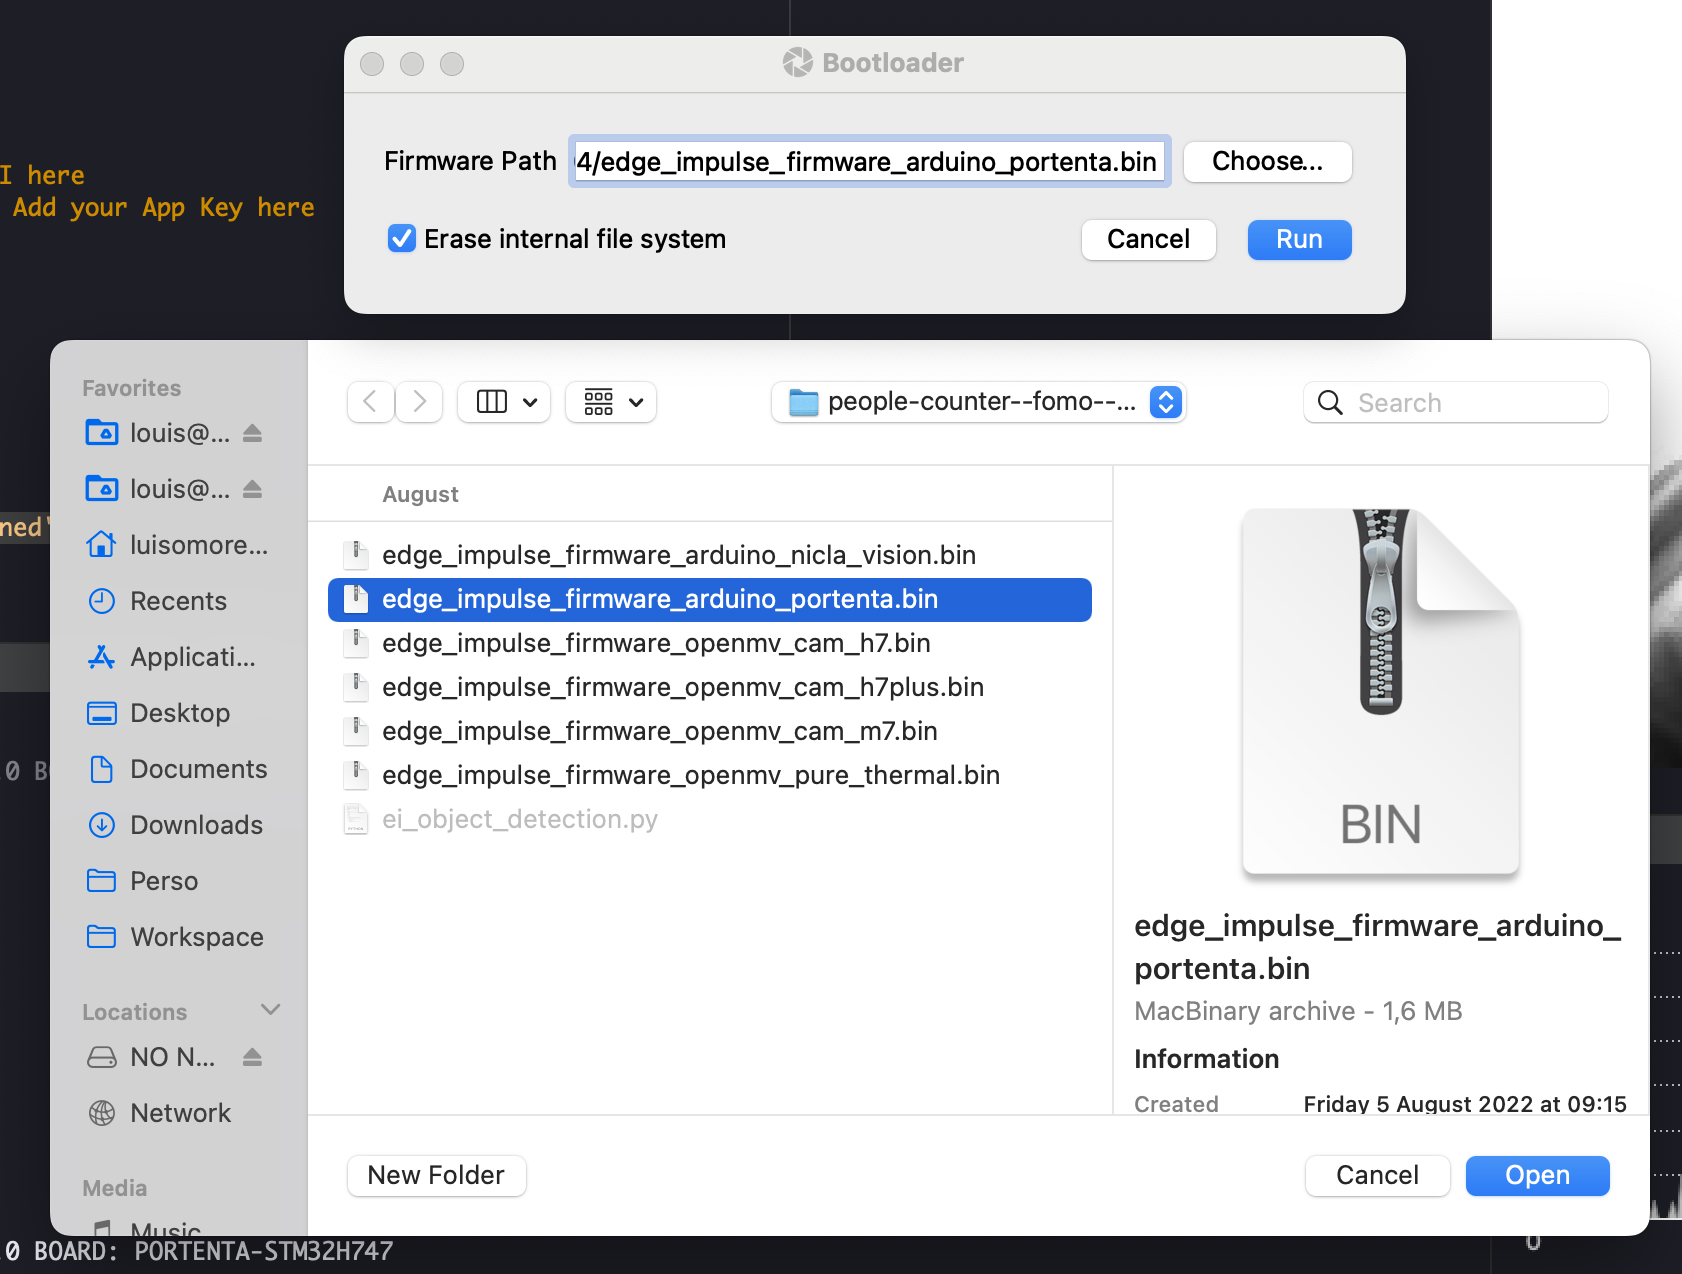 Bootloader
I here
Add your App Key here
Firmware Path 4/edge_impulse_firmware_arduino_portenta.bin Choose...
Erase internal file system Cancel Run
Favorites
louis@...
louis@...
luisomore...
Recents
Applicati...
Desktop
Documents
Downloads
Perso
Workspace
Locations
NO N...
Network
Media
Music
people-counter--fomo--...
Search
August
edge_impulse_firmware_arduino_nicla_vision.bin
edge_impulse_firmware_arduino_portenta.bin
edge_impulse_firmware_openmv_cam_h7.bin
edge_impulse_firmware_openmv_cam_h7plus.bin
edge_impulse_firmware_openmv_cam_m7.bin
edge_impulse_firmware_openmv_pure_thermal.bin
ei_object_detection.py
BIN
edge_impulse_firmware_arduino_
portenta.bin
MacBinary archive - 1,6 MB
Information
Created Friday 5 August 2022 at 09:15
New Folder Cancel Open
ned'
.0 BO
.0 BOARD: PORTENTA-STM32H747
0